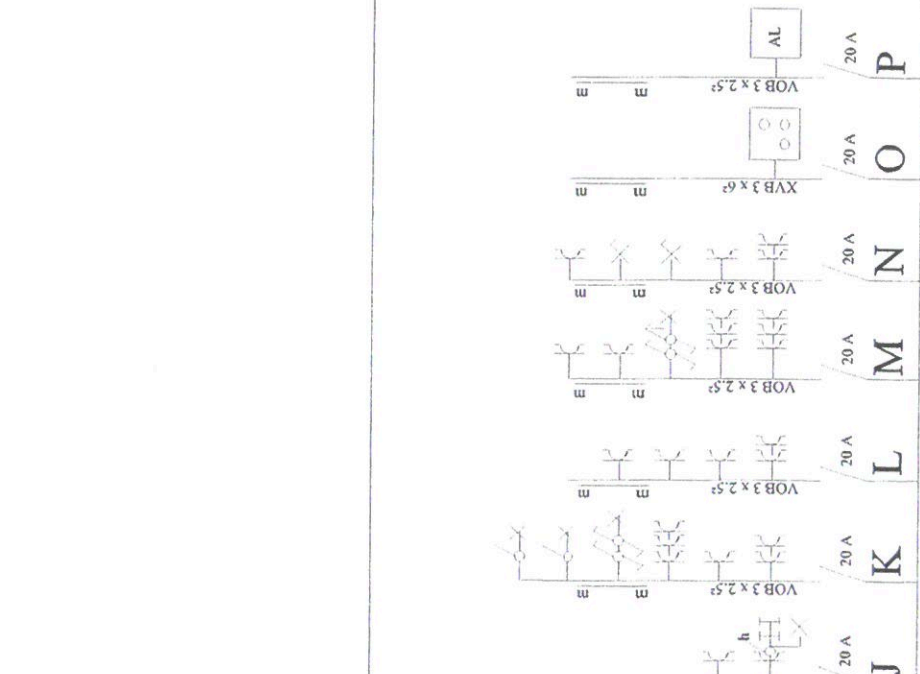 AL
20 A
P
m m
VOB 3 x 2.5²
20 A
O
m m
XVB 3 x 6²
20 A
N
m m
VOB 3 x 2.5²
20 A
M
m m
VOB 3 x 2.5²
20 A
L
m m
VOB 3 x 2.5²
20 A
K
m m
VOB 3 x 2.5²
h
20 A
J